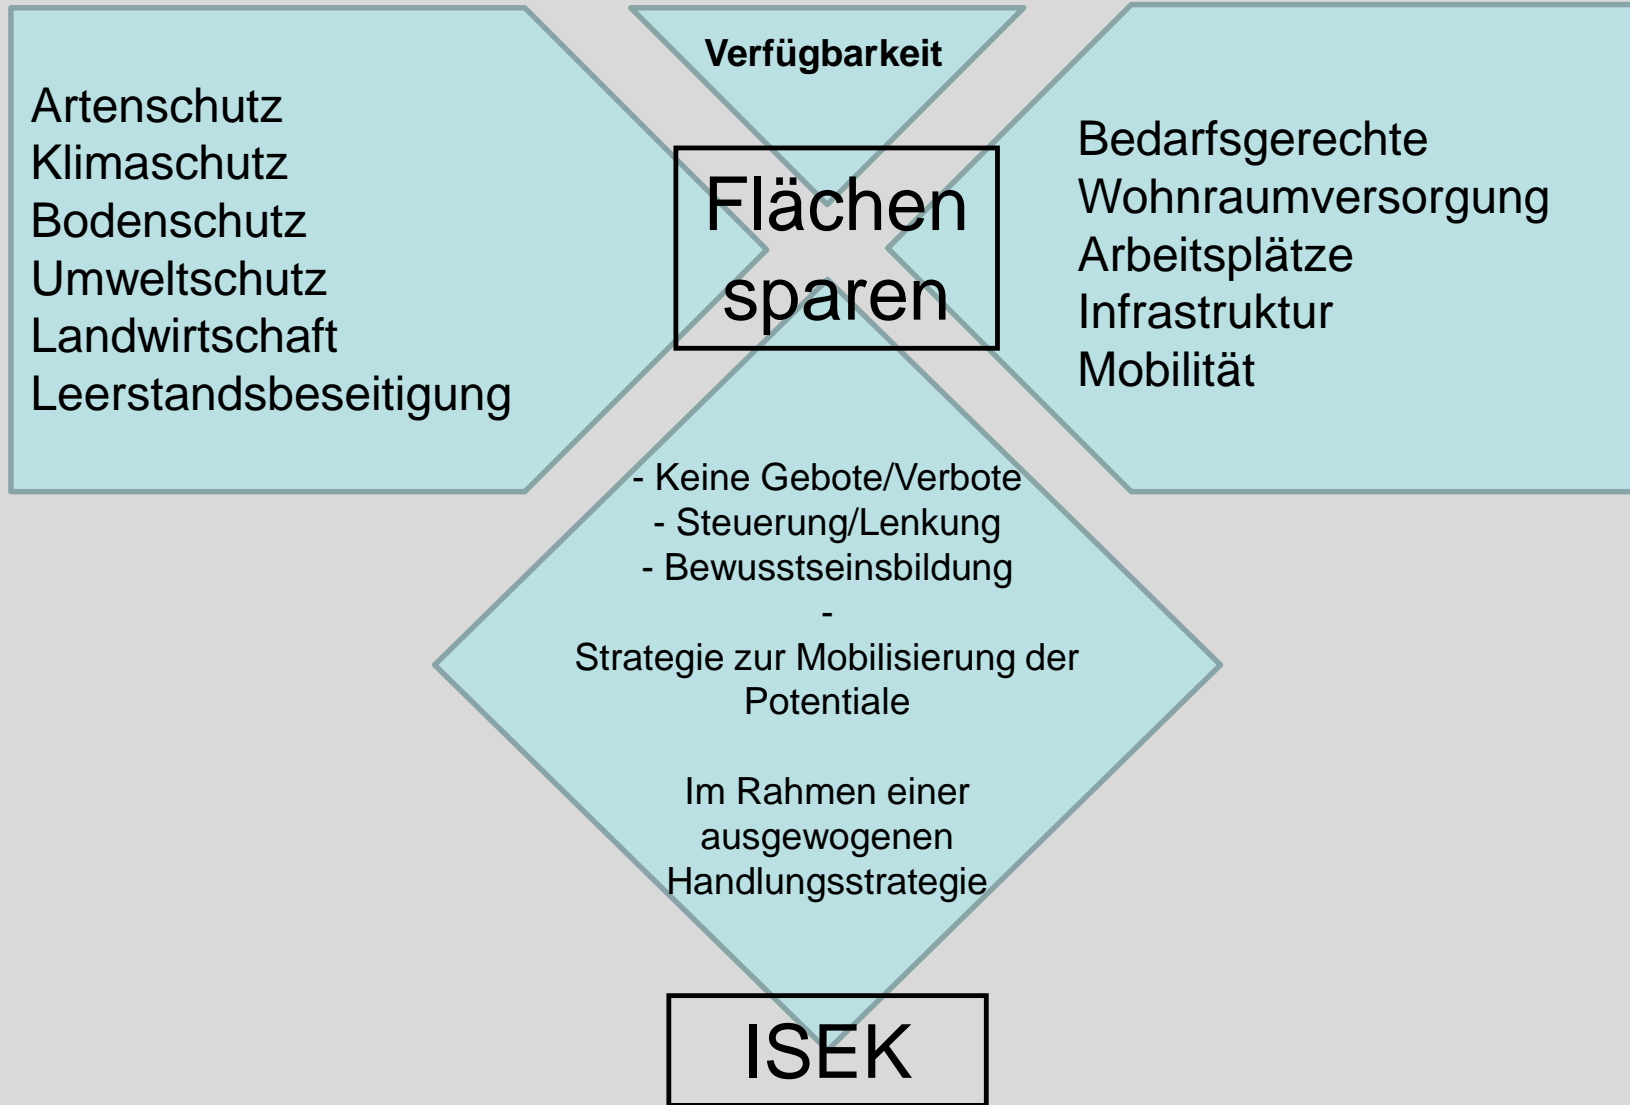 Verfügbarkeit
Artenschutz
Klimaschutz
Bodenschutz
Umweltschutz
Landwirtschaft
Leerstandsbeseitigung
Flächen
sparen
Bedarfsgerechte
Wohnraumversorgung
Arbeitsplätze
Infrastruktur
Mobilität
- Keine Gebote/Verbote
- Steuerung/Lenkung
- Bewusstseinsbildung
-
Strategie zur Mobilisierung der
Potentiale
Im Rahmen einer
ausgewogenen
Handlungsstrategie
ISEK